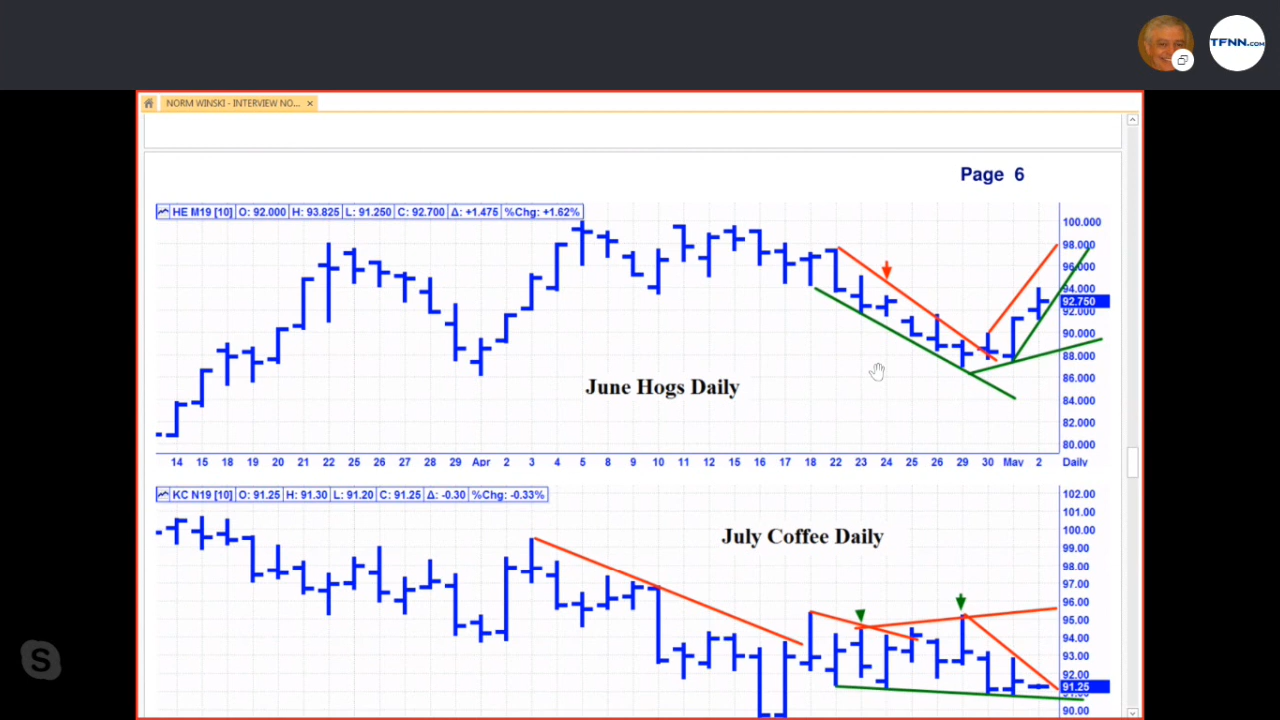 TFNN.COM
NORM WINSKI - INTERVIEW NO... ×
Page 6
HE M19 [10] O: 92.000 H: 93.825 L: 91.250 C: 92.700 Δ: +1.475 %Chg: +1.62%
100.000
98.000
96.000
94.000
92.750
92.000
90.000
88.000
86.000
84.000
82.000
80.000
June Hogs Daily
14 15 18 19 20 21 22 25 26 27 28 29 Apr 2 3 4 5 8 9 10 11 12 15 16 17 18 22 23 24 25 26 29 30 May 2 Daily
KC N19 [10] O: 91.25 H: 91.30 L: 91.20 C: 91.25 Δ: -0.30 %Chg: -0.33%
July Coffee Daily
102.00
101.00
100.00
99.00
98.00
97.00
96.00
95.00
94.00
93.00
92.00
91.25
90.00
S